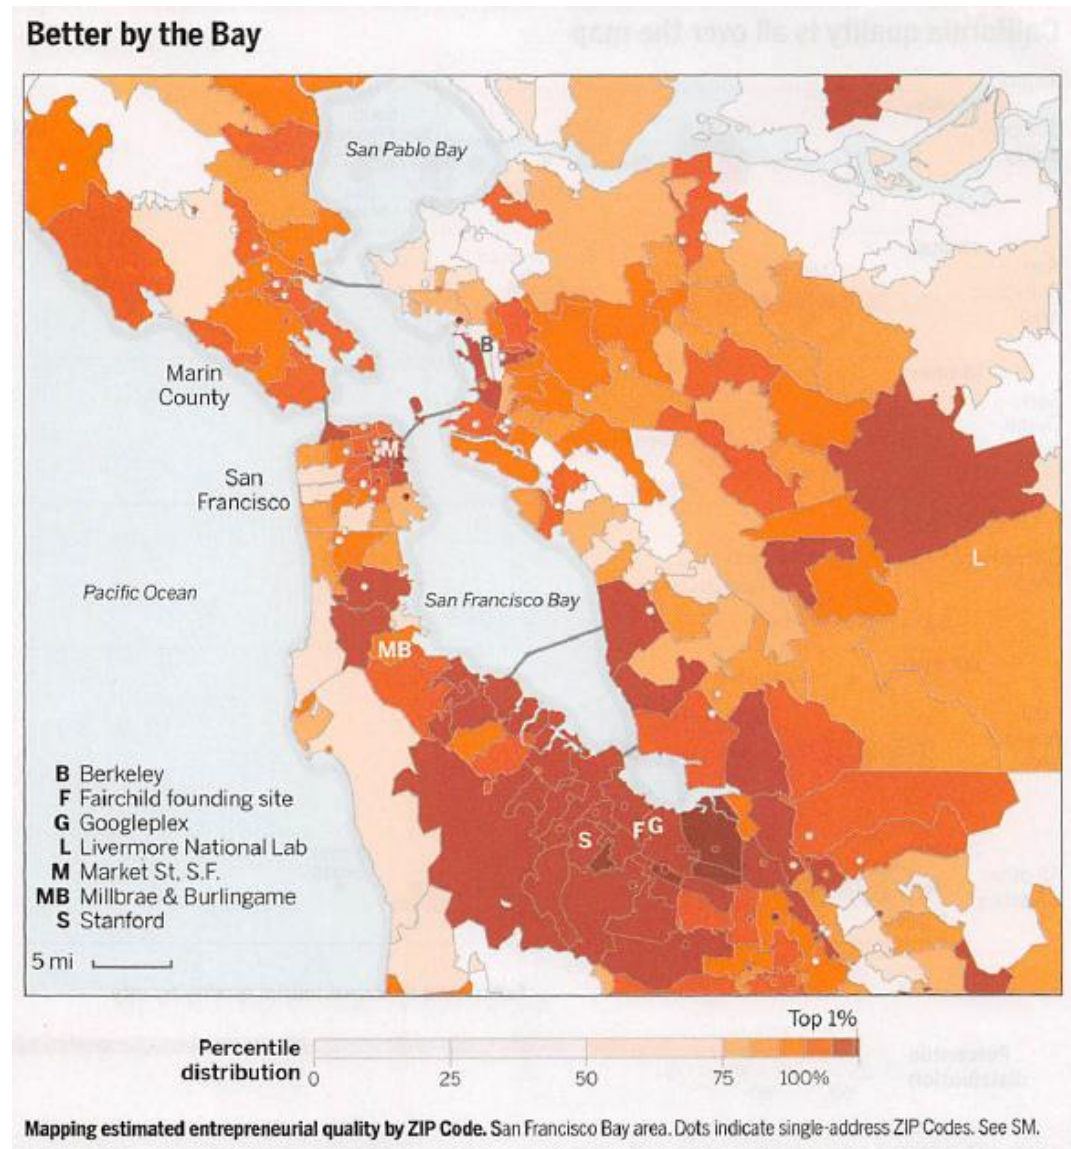 Better by the Bay
San Pablo Bay
B
Marin
County
M
San
Francisco
L
Pacific Ocean
San Francisco Bay
MB
B Berkeley
F Fairchild founding site
G Googleplex
L Livermore National Lab
M Market St, S.F.
MB Millbrae & Burlingame
S Stanford
S F G
5 mi
Top 1%
Percentile
distribution
0 25 50 75 100%
Mapping estimated entrepreneurial quality by ZIP Code. San Francisco Bay area. Dots indicate single-address ZIP Codes. See SM.